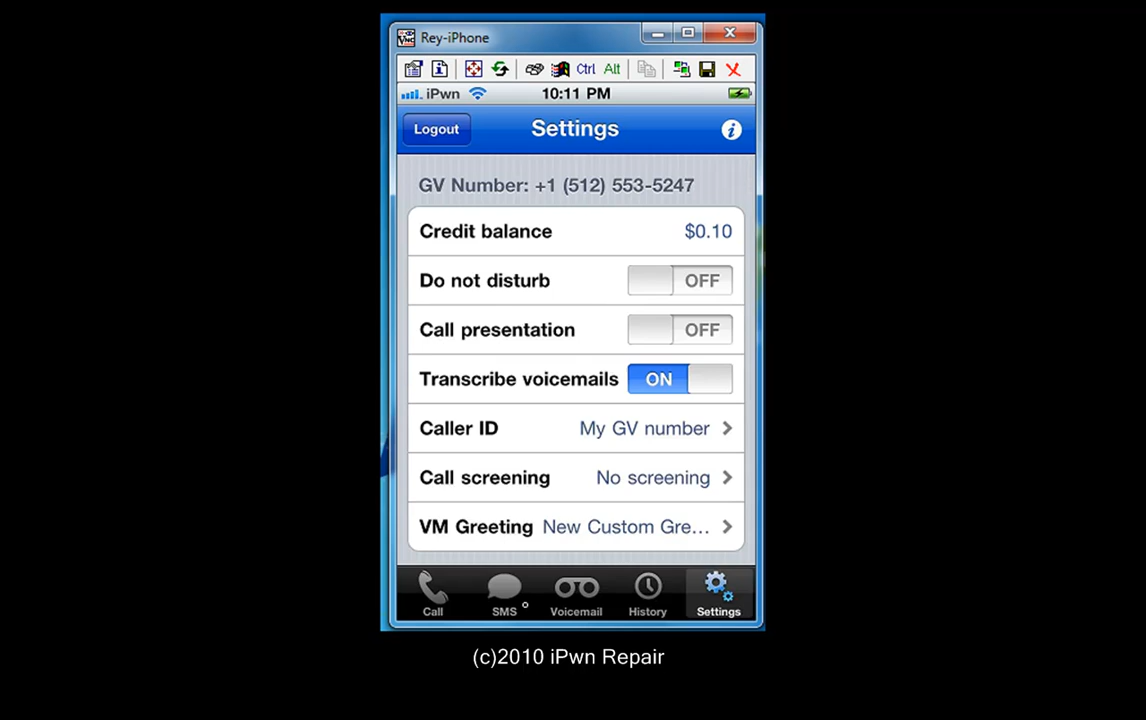 Rey-iPhone
Ctrl Alt
iPwn 10:11 PM
Logout Settings
GV Number: +1 (512) 553-5247
Credit balance $0.10
Do not disturb OFF
Call presentation OFF
Transcribe voicemails ON
Caller ID My GV number
Call screening No screening
VM Greeting New Custom Gre...
Call SMS Voicemail History Settings
(c)2010 iPwn Repair